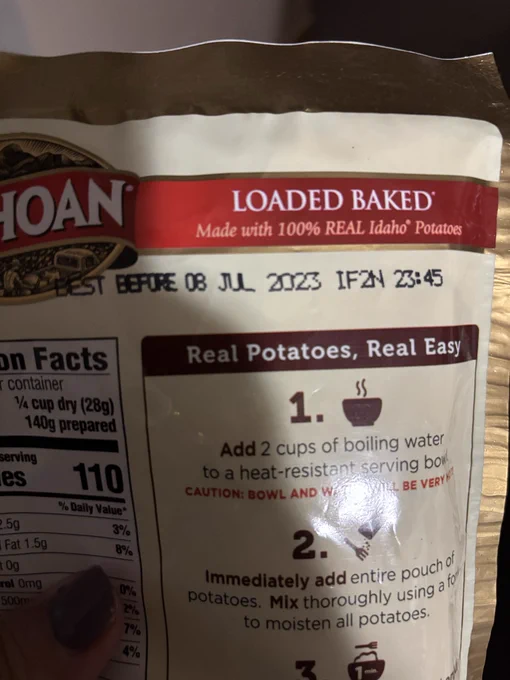 HOAN®
LOADED BAKED®
Made with 100% REAL Idaho® Potatoes
BEST BEFORE 08 JUL 2023 IF2N 23:45
on Facts
container
¼ cup dry (28g)
140g prepared
serving
es 110
% Daily Value*
2.5g 3%
Fat 1.5g 8%
0g
rol 0mg 0%
500m 2%
7%
4%
Real Potatoes, Real Easy
1.
Add 2 cups of boiling water
to a heat-resistant serving bow
CAUTION: BOWL AND W LL BE VERY
2.
Immediately add entire pouch of
potatoes. Mix thoroughly using a fo
to moisten all potatoes.
3
1